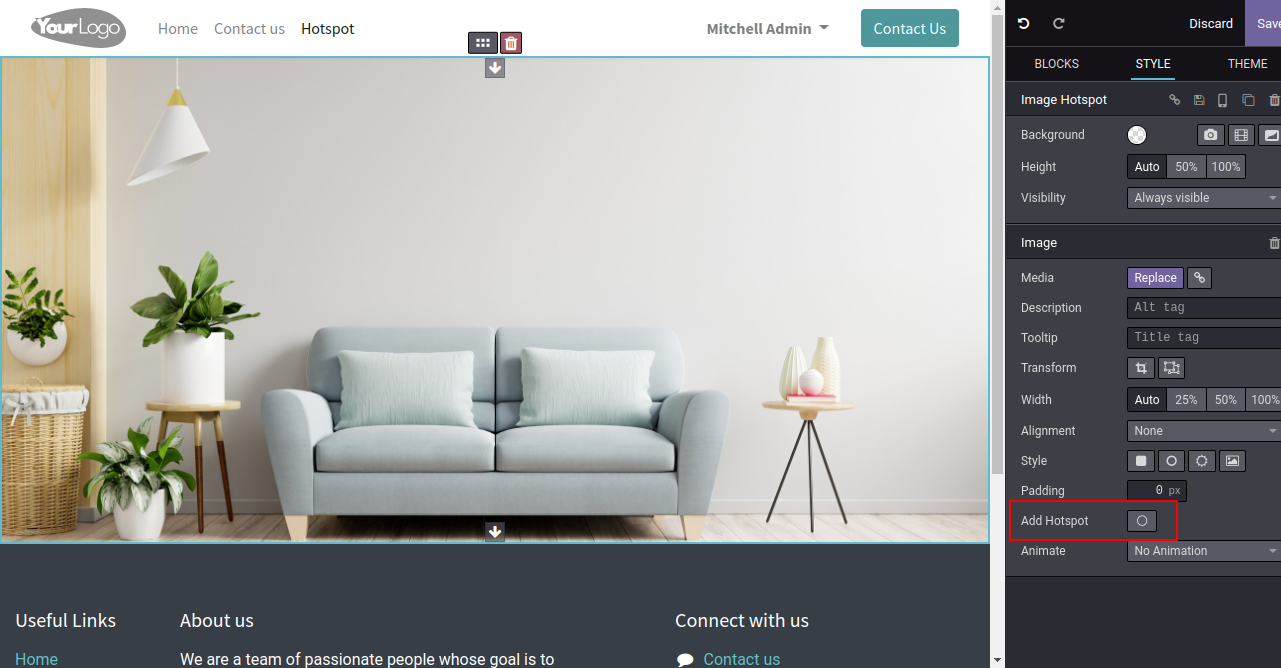 YourLogo Home Contact us Hotspot Mitchell Admin Contact Us
Useful Links About us Connect with us
Home We are a team of passionate people whose goal is to Contact us
Discard Save
BLOCKS STYLE THEME
Image Hotspot
Background
Height Auto 50% 100%
Visibility Always visible
Image
Media Replace
Description Alt tag
Tooltip Title tag
Transform
Width Auto 25% 50% 100%
Alignment None
Style
Padding 0 px
Add Hotspot
Animate No Animation